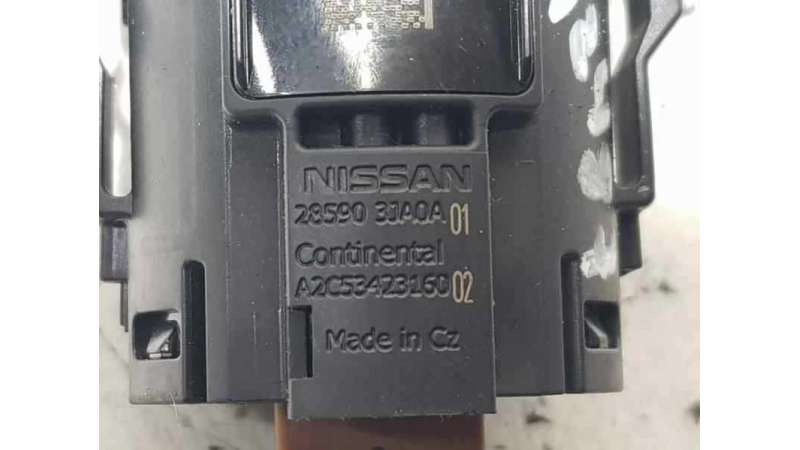 NISSAN
28590 3JA0A 01
Continental
A2C53423160 02
Made in Cz